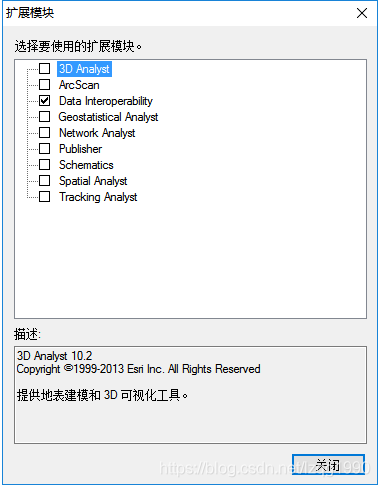 扩展模块
选择要使用的扩展模块。
3D Analyst
ArcScan
Data Interoperability
Geostatistical Analyst
Network Analyst
Publisher
Schematics
Spatial Analyst
Tracking Analyst
描述:
3D Analyst 10.2
Copyright ©1999-2013 Esri Inc. All Rights Reserved
提供地表建模和 3D 可视化工具。
关闭